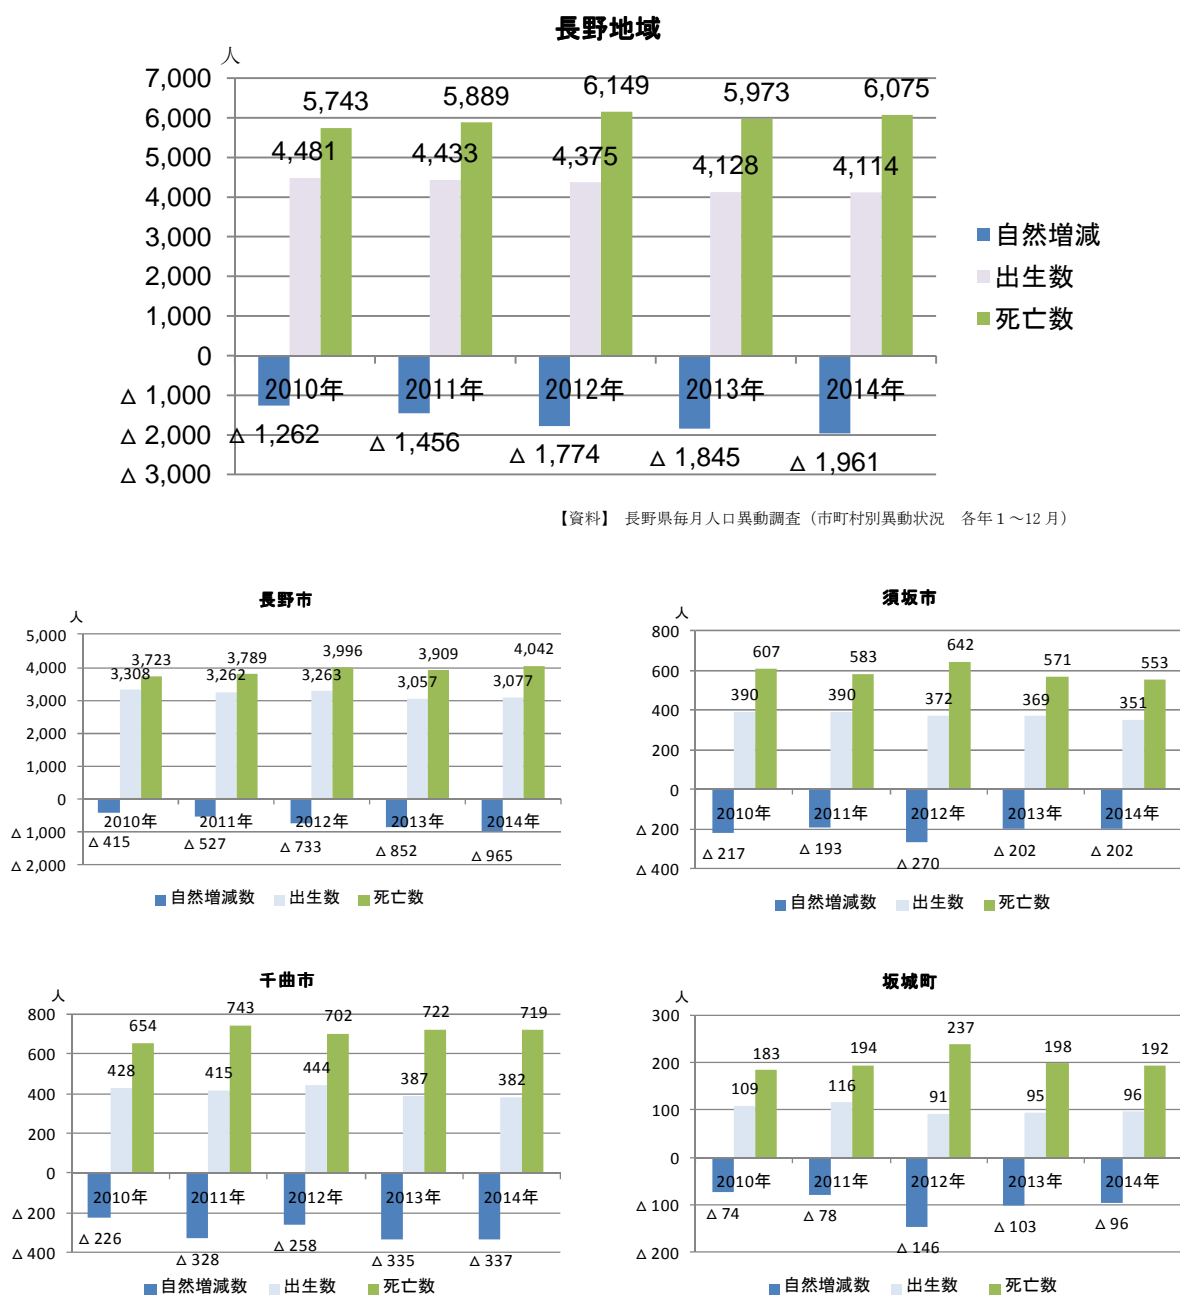 長野地域
人
7,000
6,000
5,000
4,000
3,000
2,000
1,000
0
△ 1,000
△ 2,000
△ 3,000
5,743
5,889
6,149
5,973
6,075
4,481
4,433
4,375
4,128
4,114
2010年
2011年
2012年
2013年
2014年
△ 1,262
△ 1,456
△ 1,774
△ 1,845
△ 1,961
自然増減
出生数
死亡数
【資料】 長野県毎月人口異動調査（市町村別異動状況　各年１～12 月）
長野市
人
5,000
4,000
3,000
2,000
1,000
0
△ 1,000
△ 2,000
3,723
3,789
3,996
3,909
4,042
3,308
3,262
3,263
3,057
3,077
2010年
2011年
2012年
2013年
2014年
△ 415
△ 527
△ 733
△ 852
△ 965
自然増減数
出生数
死亡数
須坂市
人
800
600
400
200
0
△ 200
△ 400
607
583
642
571
553
390
390
372
369
351
2010年
2011年
2012年
2013年
2014年
△ 217
△ 193
△ 270
△ 202
△ 202
自然増減数
出生数
死亡数
千曲市
人
800
600
400
200
0
△ 200
△ 400
654
743
702
722
719
428
415
444
387
382
2010年
2011年
2012年
2013年
2014年
△ 226
△ 328
△ 258
△ 335
△ 337
自然増減数
出生数
死亡数
坂城町
人
300
200
100
0
△ 100
△ 200
183
194
237
198
192
109
116
91
95
96
2010年
2011年
2012年
2013年
2014年
△ 74
△ 78
△ 146
△ 103
△ 96
自然増減数
出生数
死亡数